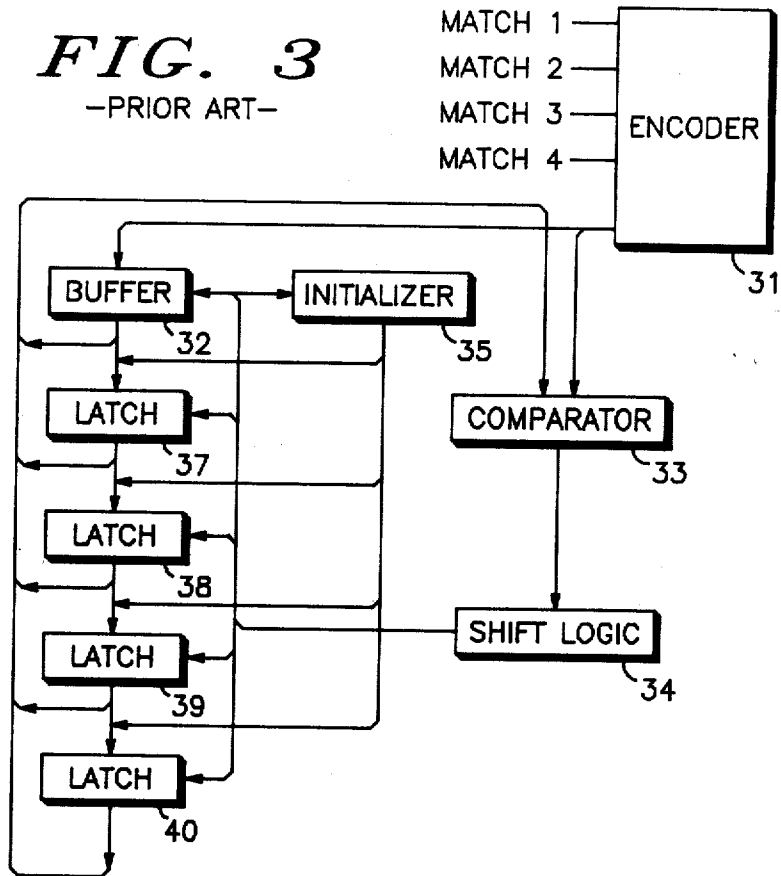 FIG. 3
-PRIOR ART-
MATCH 1
MATCH 2
MATCH 3
MATCH 4
ENCODER
31
BUFFER
32
INITIALIZER
35
LATCH
37
COMPARATOR
33
LATCH
38
SHIFT LOGIC
34
LATCH
39
LATCH
40